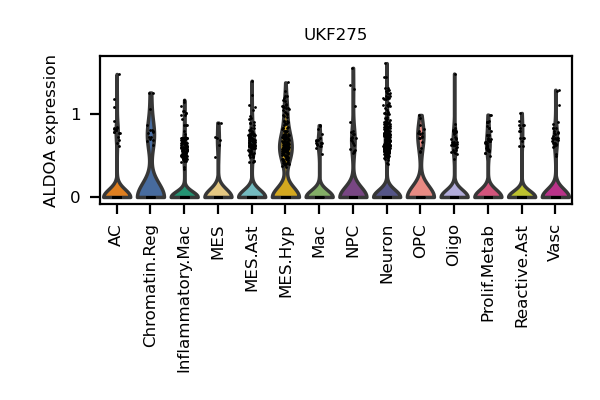 UKF275
ALDOA expression
1
0
AC
Chromatin.Reg
Inflammatory.Mac
MES
MES.Ast
MES.Hyp
Mac
NPC
Neuron
OPC
Oligo
Prolif.Metab
Reactive.Ast
Vasc